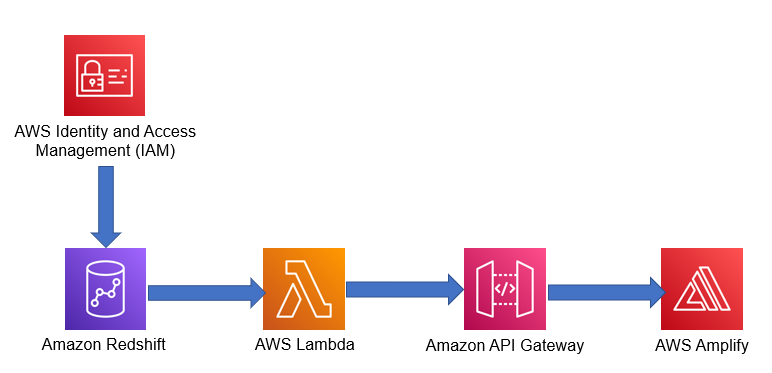 AWS Identity and Access
Management (IAM)
Amazon Redshift
AWS Lambda
Amazon API Gateway
AWS Amplify